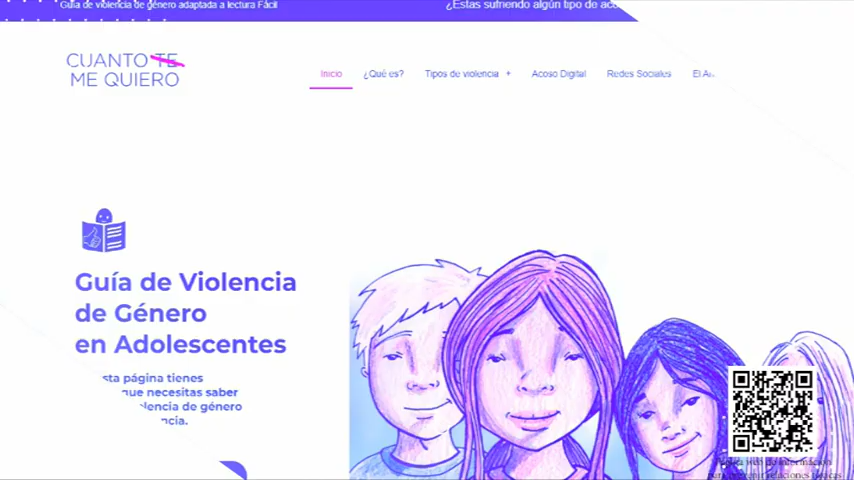 Guía de violencia de género adaptada a lectura Fácil
¿Estas sufriendo algún tipo de
CUANTO TE
ME QUIERO
Inicio
¿Qué es?
Tipos de violencia +
Acoso Digital
Redes Sociales
El
Guía de Violencia
de Género
en Adolescentes
sta página tienes
que necesitas saber
de género